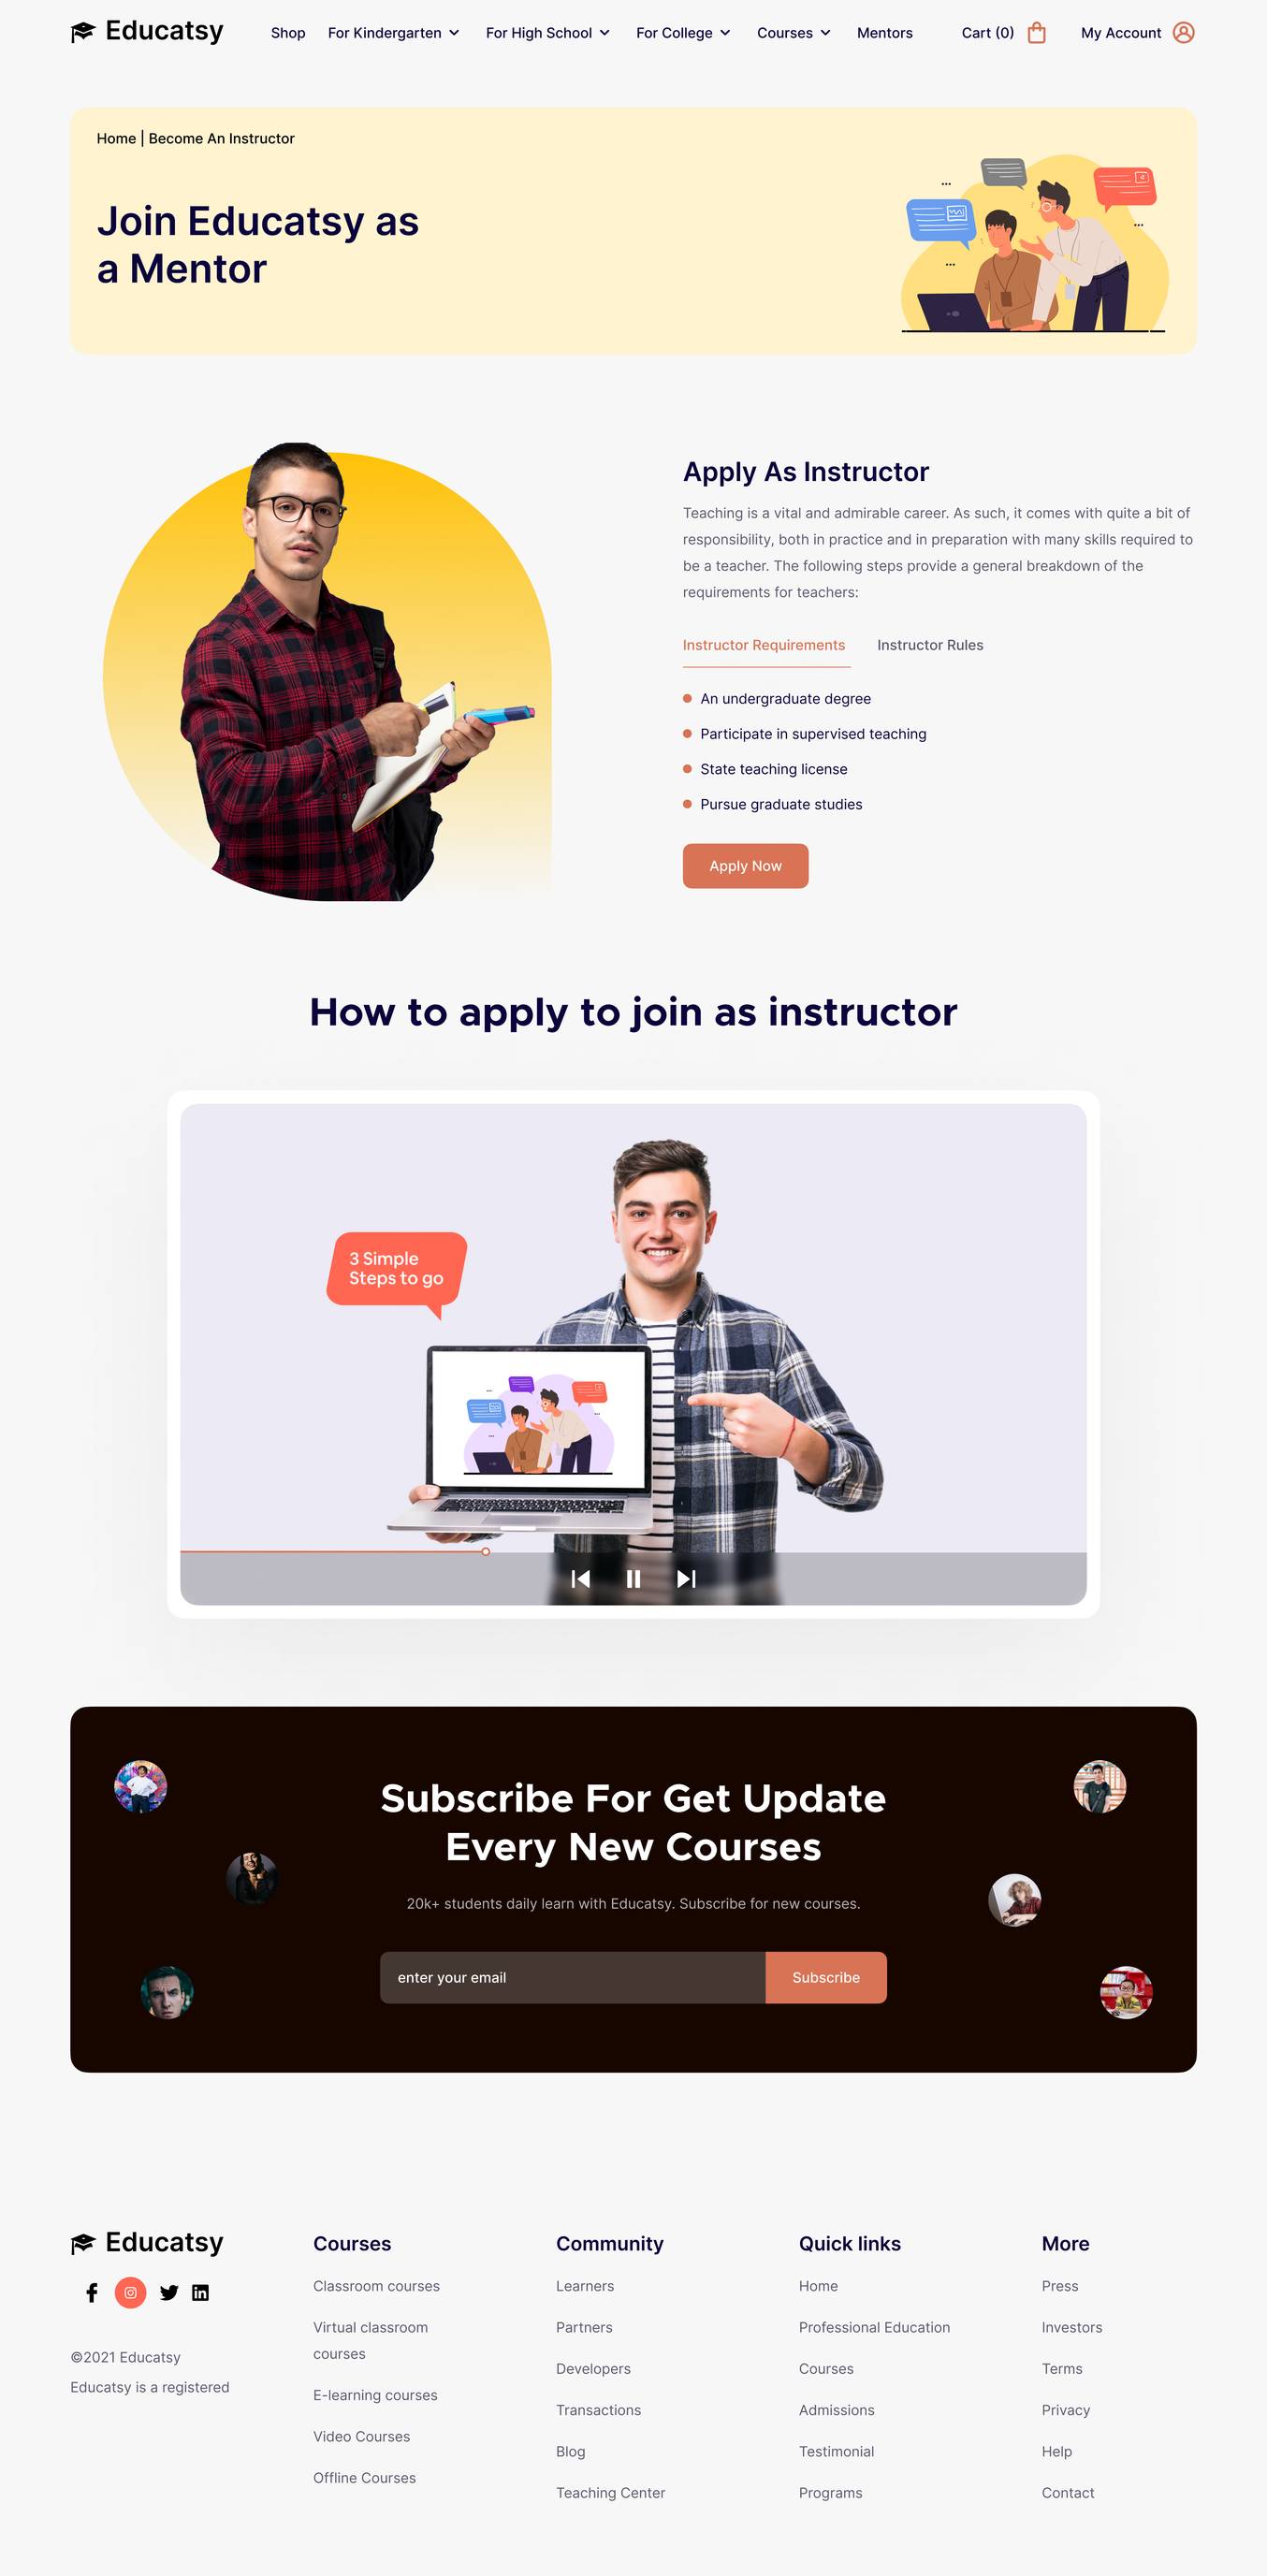 Educatsy
Shop
For Kindergarten
For High School
For College
Courses
Mentors
Cart (0)
My Account
Home | Become An Instructor
Join Educatsy as
a Mentor
Apply As Instructor
Teaching is a vital and admirable career. As such, it comes with quite a bit of
responsibility, both in practice and in preparation with many skills required to
be a teacher. The following steps provide a general breakdown of the
requirements for teachers:
Instructor Requirements
Instructor Rules
An undergraduate degree
Participate in supervised teaching
State teaching license
Pursue graduate studies
Apply Now
How to apply to join as instructor
3 Simple
Steps to go
Subscribe For Get Update
Every New Courses
20k+ students daily learn with Educatsy. Subscribe for new courses.
enter your email
Subscribe
Educatsy
©2021 Educatsy
Educatsy is a registered
Courses
Classroom courses
Virtual classroom
courses
E-learning courses
Video Courses
Offline Courses
Community
Learners
Partners
Developers
Transactions
Blog
Teaching Center
Quick links
Home
Professional Education
Courses
Admissions
Testimonial
Programs
More
Press
Investors
Terms
Privacy
Help
Contact